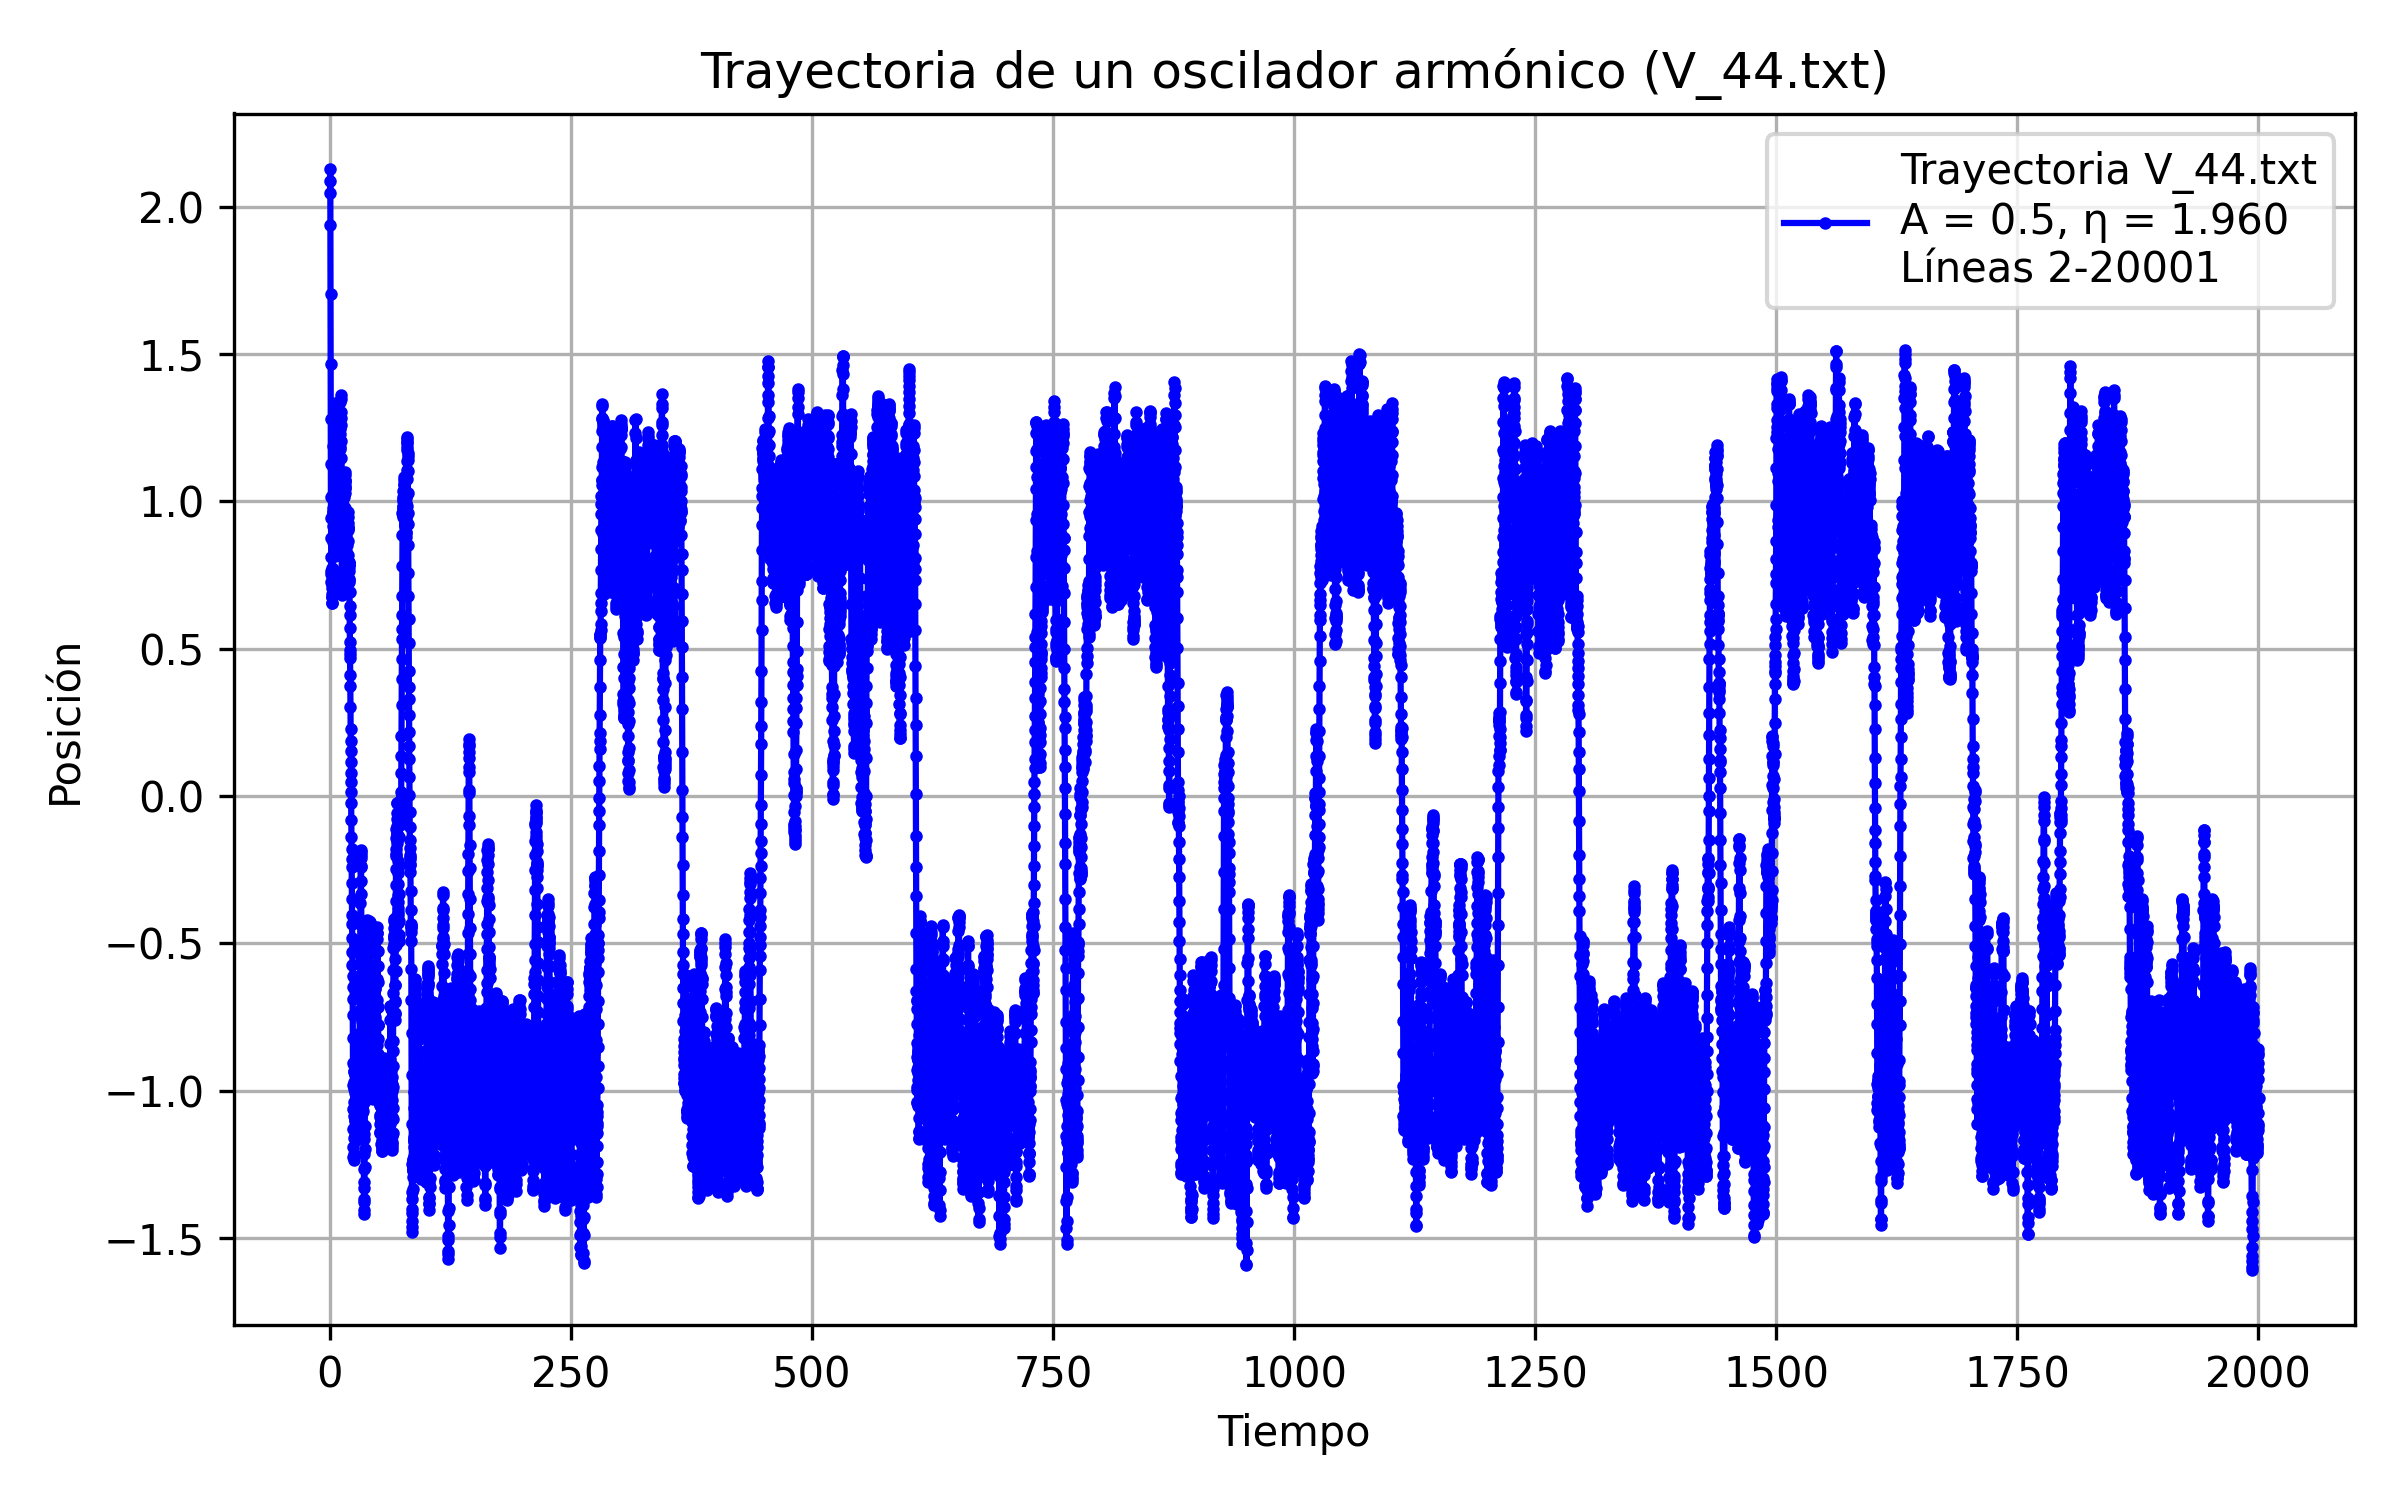 Trayectoria de un oscilador armónico (V_44.txt)
Trayectoria V_44.txt
A = 0.5, η = 1.960
Líneas 2-20001
Posición
2.0
1.5
1.0
0.5
0.0
−0.5
−1.0
−1.5
0 250 500 750 1000 1250 1500 1750 2000
Tiempo